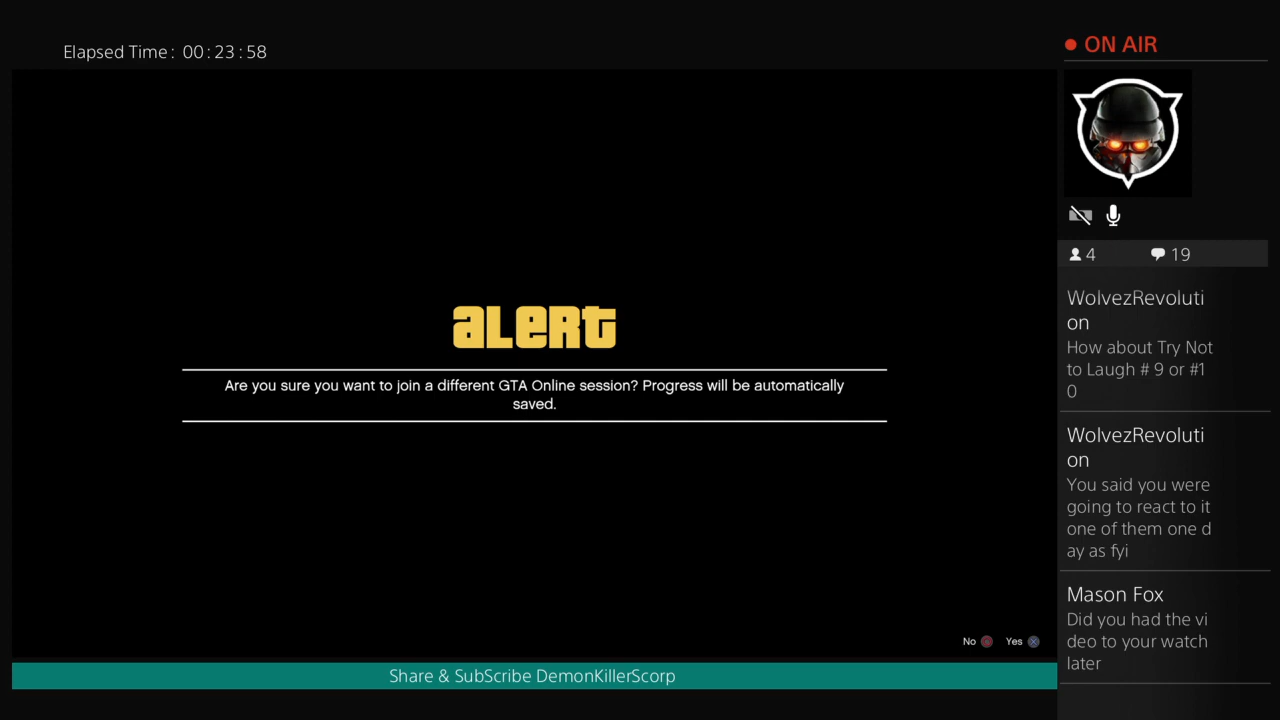 Elapsed Time: 00:23:58
ON AIR
4 19
WolvezRevoluti
on
How about Try Not
to Laugh # 9 or #1
0
WolvezRevoluti
on
You said you were
going to react to it
one of them one d
ay as fyi
Mason Fox
Did you had the vi
deo to your watch
later
alert
Are you sure you want to join a different GTA Online session? Progress will be automatically
saved.
No Yes
Share & SubScribe DemonKillerScorp